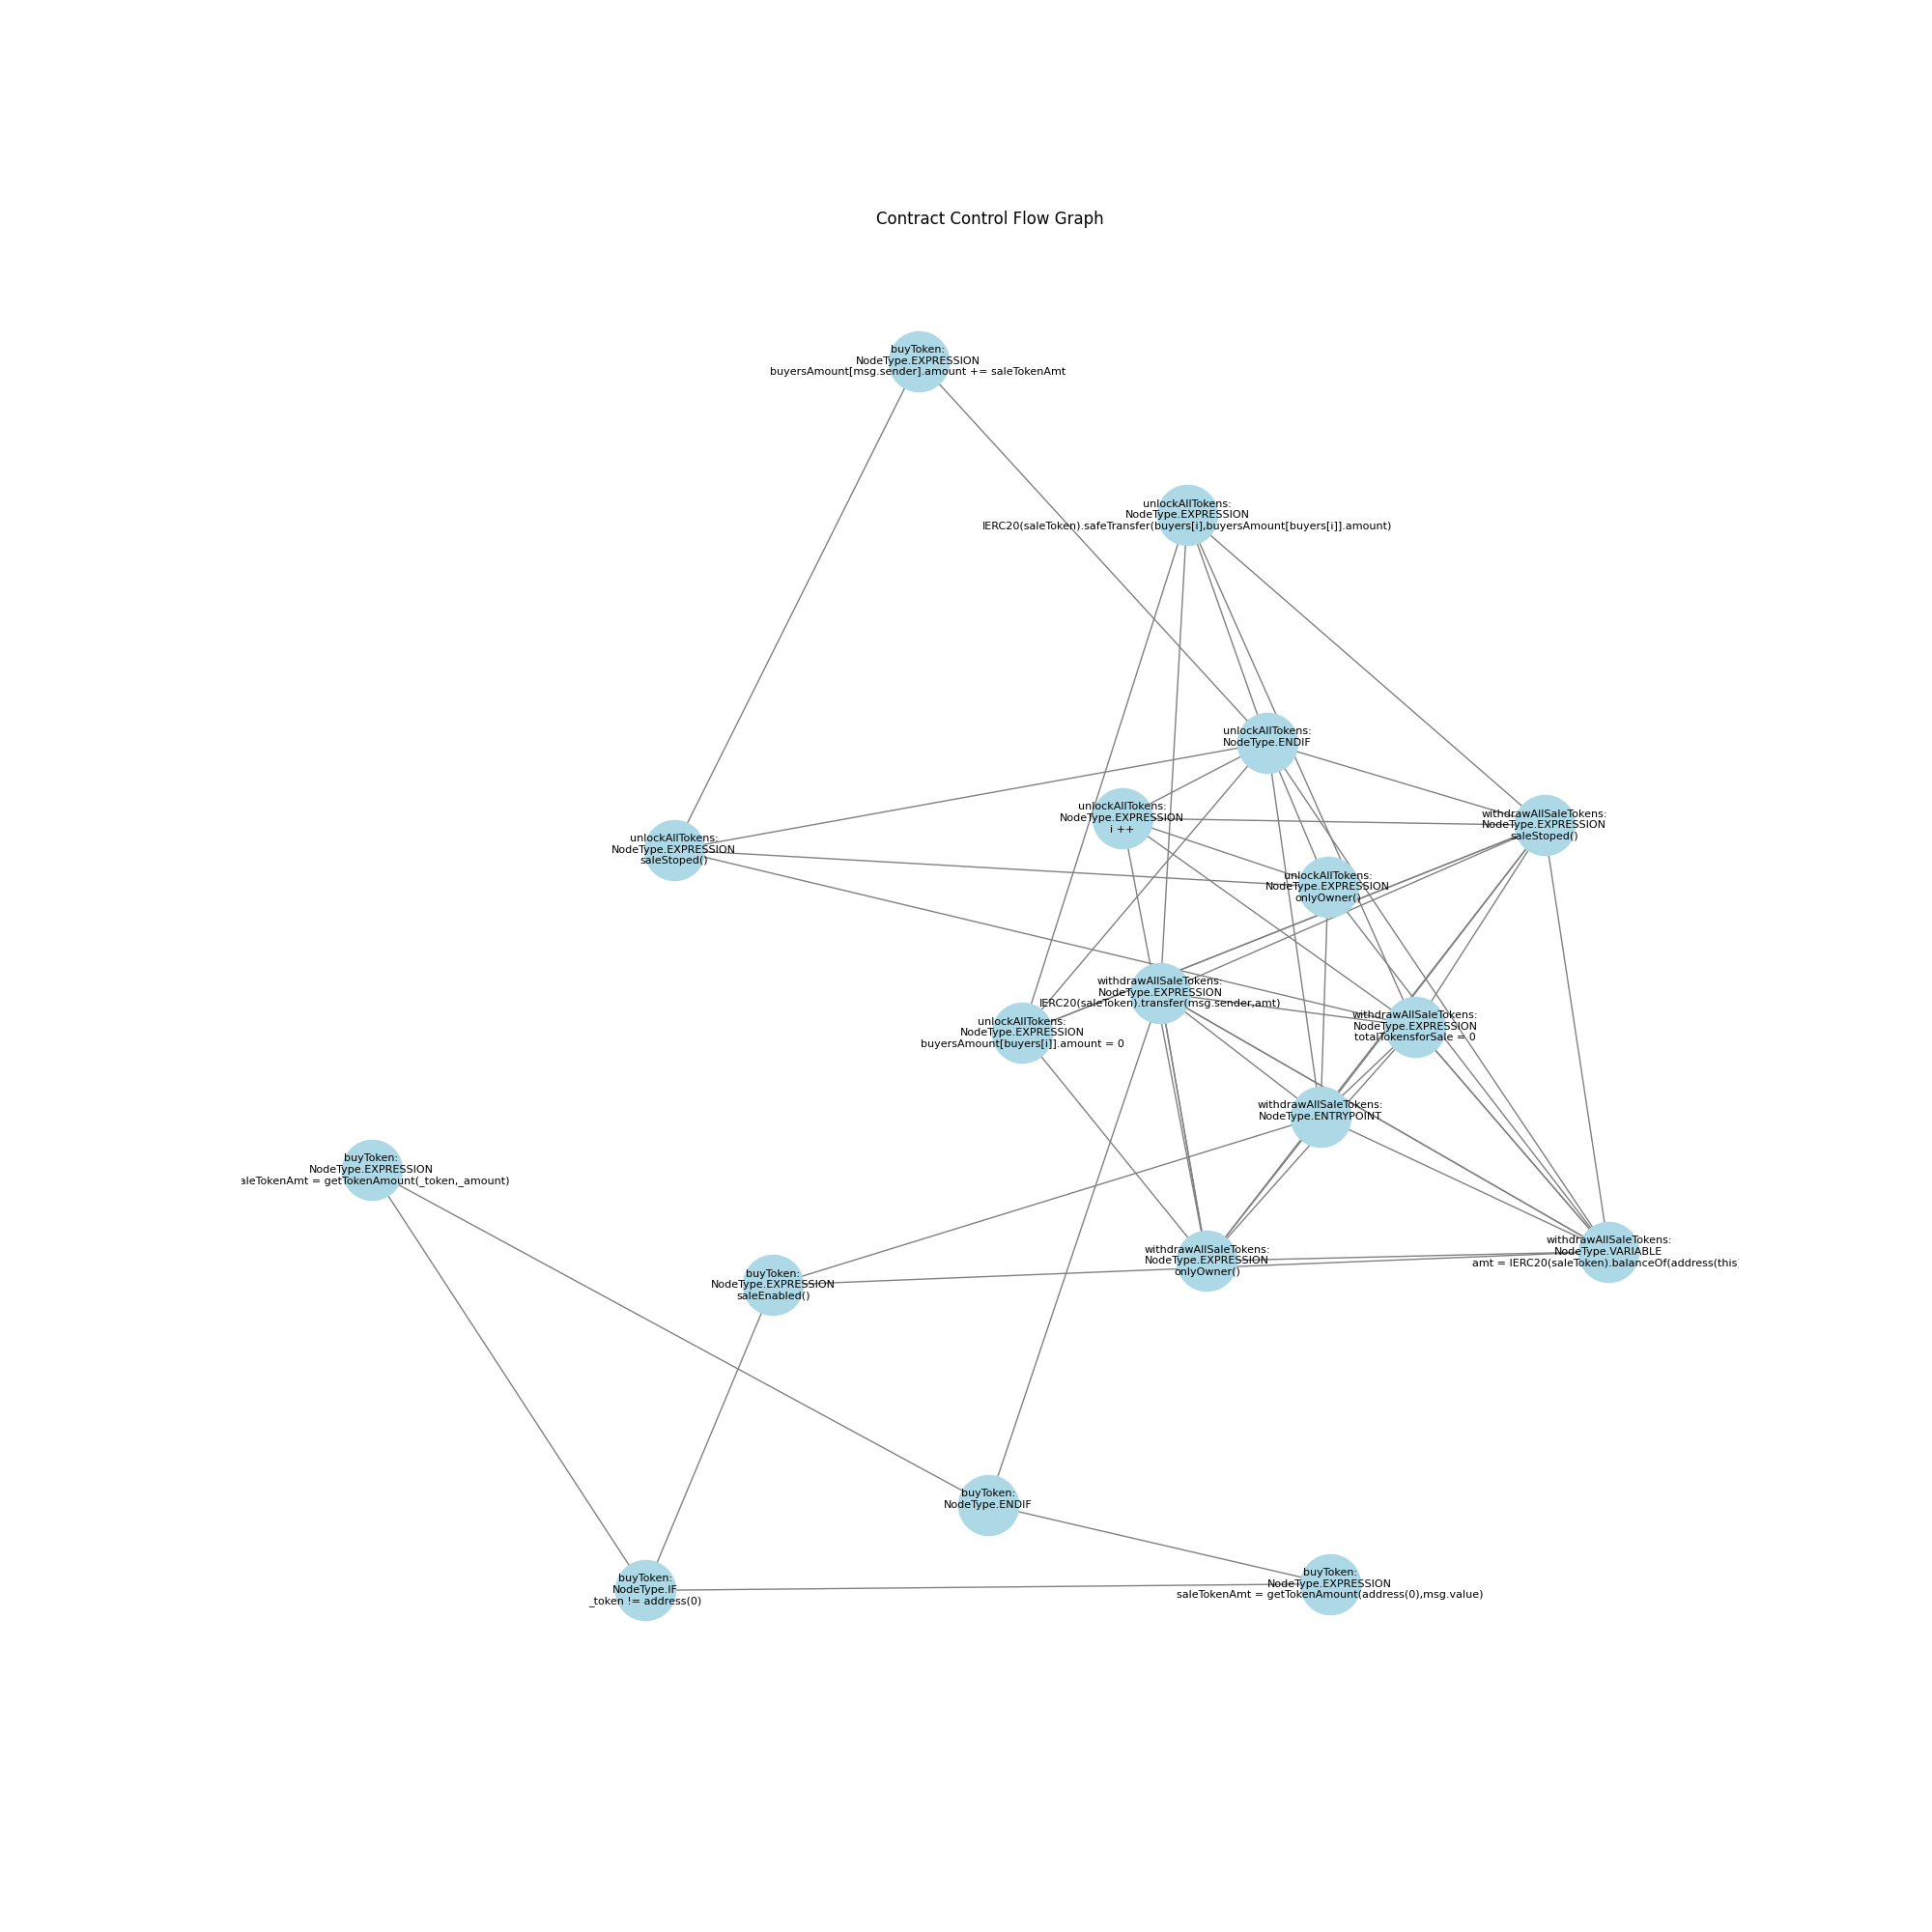 Contract Control Flow Graph
buyToken:
NodeType.EXPRESSION
buyersAmount[msg.sender].amount += saleTokenAmt
unlockAllTokens:
NodeType.EXPRESSION
IERC20(saleToken).safeTransfer(buyers[i],buyersAmount[buyers[i]].amount)
unlockAllTokens:
NodeType.ENDIF
unlockAllTokens:
NodeType.EXPRESSION
i ++
withdrawAllSaleTokens:
NodeType.EXPRESSION
saleStoped()
unlockAllTokens:
NodeType.EXPRESSION
saleStoped()
unlockAllTokens:
NodeType.EXPRESSION
onlyOwner()
withdrawAllSaleTokens:
NodeType.EXPRESSION
IERC20(saleToken).transfer(msg.sender,amt)
withdrawAllSaleTokens:
NodeType.EXPRESSION
totalTokensforSale = 0
unlockAllTokens:
NodeType.EXPRESSION
buyersAmount[buyers[i]].amount = 0
withdrawAllSaleTokens:
NodeType.ENTRYPOINT
buyToken:
NodeType.EXPRESSION
aleTokenAmt = getTokenAmount(_token,_amount)
withdrawAllSaleTokens:
NodeType.VARIABLE
amt = IERC20(saleToken).balanceOf(address(this)
withdrawAllSaleTokens:
NodeType.EXPRESSION
onlyOwner()
buyToken:
NodeType.EXPRESSION
saleEnabled()
buyToken:
NodeType.ENDIF
buyToken:
NodeType.EXPRESSION
saleTokenAmt = getTokenAmount(address(0),msg.value)
buyToken:
NodeType.IF
_token != address(0)